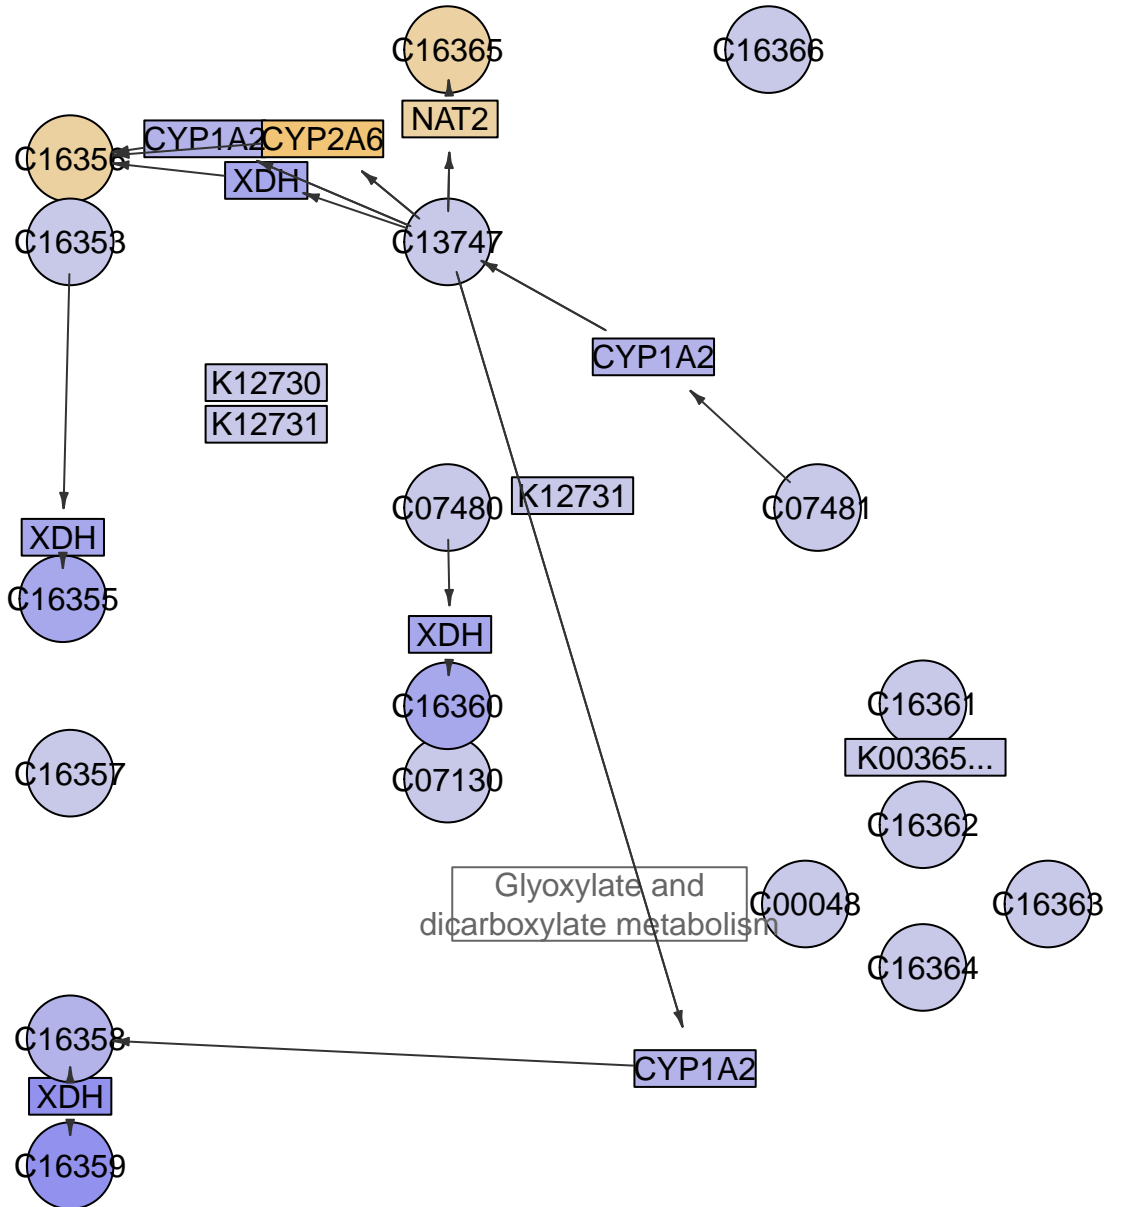 C16365
C16366
NAT2
CYP1A2
CYP2A6
C16356
XDH
C16353
C13747
CYP1A2
K12730
K12731
C07480
K12731
C07481
XDH
C16355
XDH
C16360
C16361
K00365...
C16357
C07130
C16362
Glyoxylate and
dicarboxylate metabolism
C00048
C16363
C16364
C16358
CYP1A2
XDH
C16359